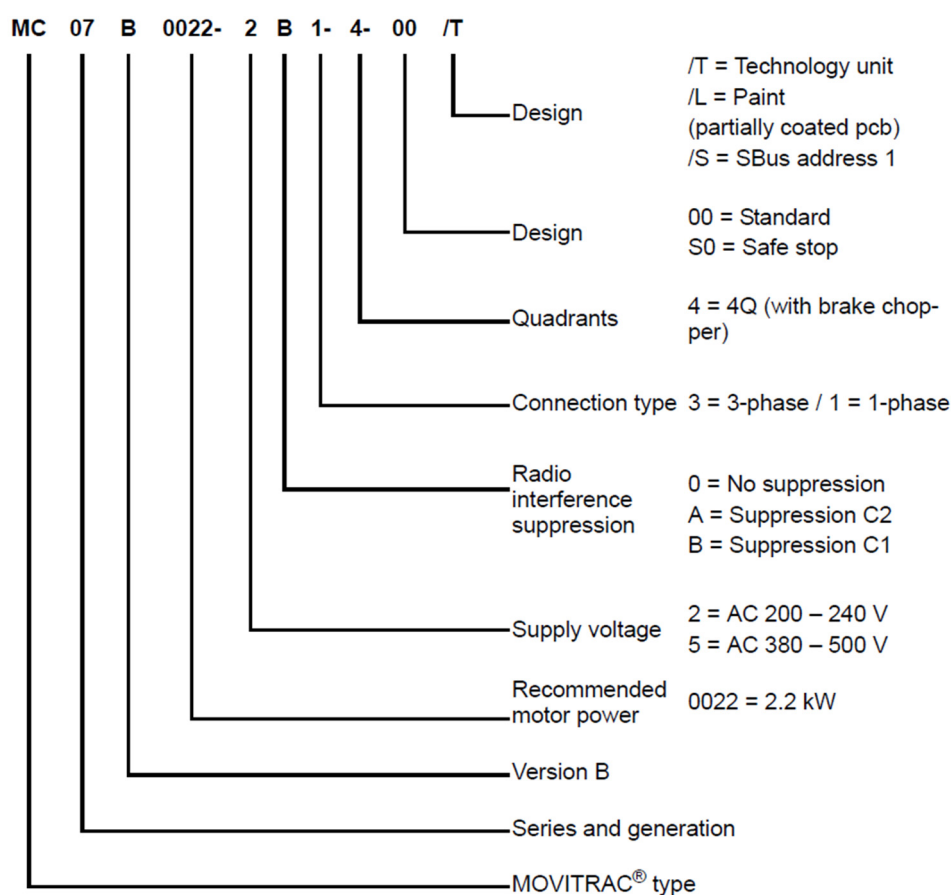 MC 07 B 0022- 2 B 1- 4- 00 /T
Design
/T = Technology unit
/L = Paint
(partially coated pcb)
/S = SBus address 1
Design
00 = Standard
S0 = Safe stop
Quadrants
4 = 4Q (with brake chop-
per)
Connection type
3 = 3-phase / 1 = 1-phase
Radio
interference
suppression
0 = No suppression
A = Suppression C2
B = Suppression C1
Supply voltage
2 = AC 200 – 240 V
5 = AC 380 – 500 V
Recommended
motor power
0022 = 2.2 kW
Version B
Series and generation
MOVITRAC® type